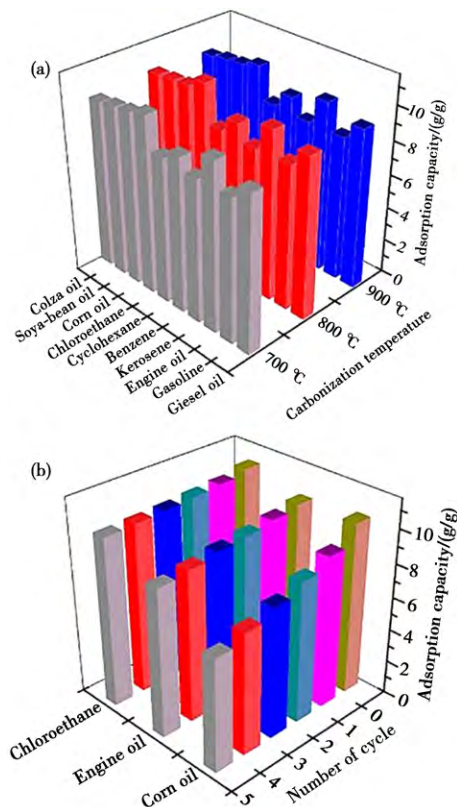 (a)
10
8
6
4
2
0
Adsorption capacity/(g/g)
Colza oil
Soya-bean oil
Corn oil
Chloroethane
Cyclohexane
Benzene
Kerosene
Engine oil
Gasoline
Giesel oil
700 ℃
800 ℃
900 ℃
Carbonization temperature
(b)
10
8
6
4
2
0
Adsorption capacity/(g/g)
Chloroethane
Engine oil
Corn oil
5
4
3
2
1
0
Number of cycle